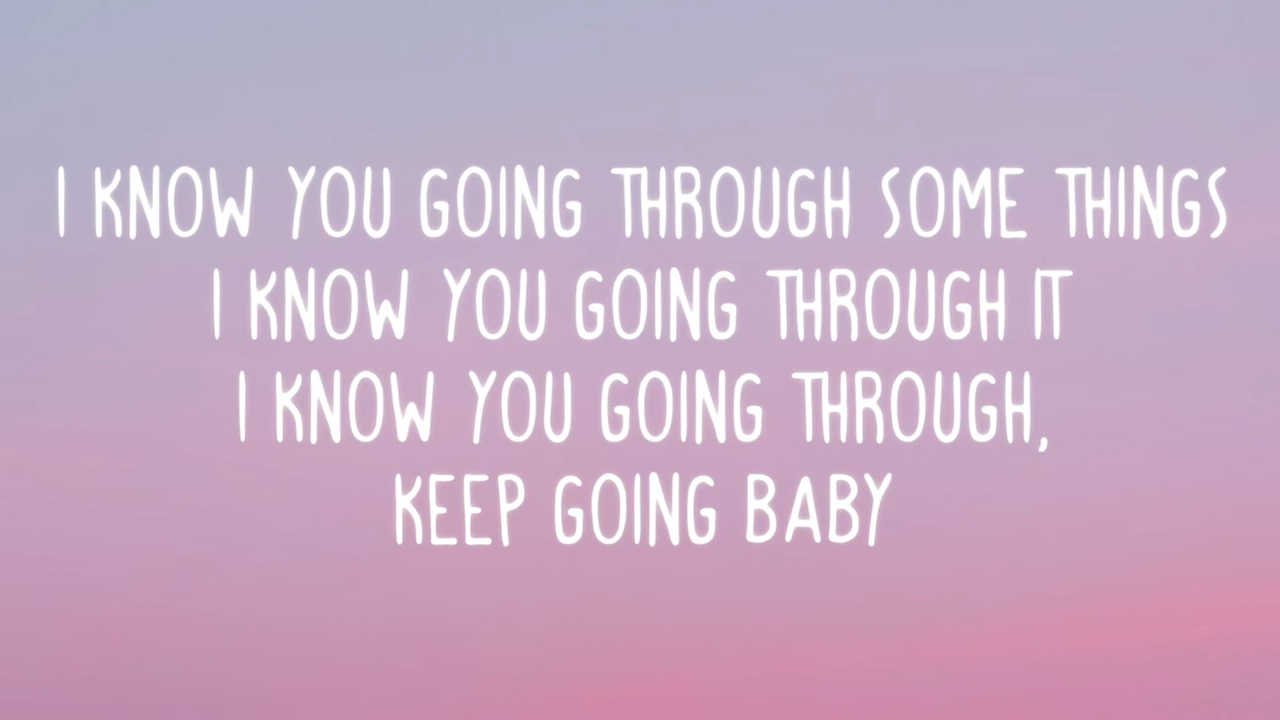 I KNOW YOU GOING THROUGH SOME THINGS
I KNOW YOU GOING THROUGH IT
I KNOW YOU GOING THROUGH,
KEEP GOING BABY